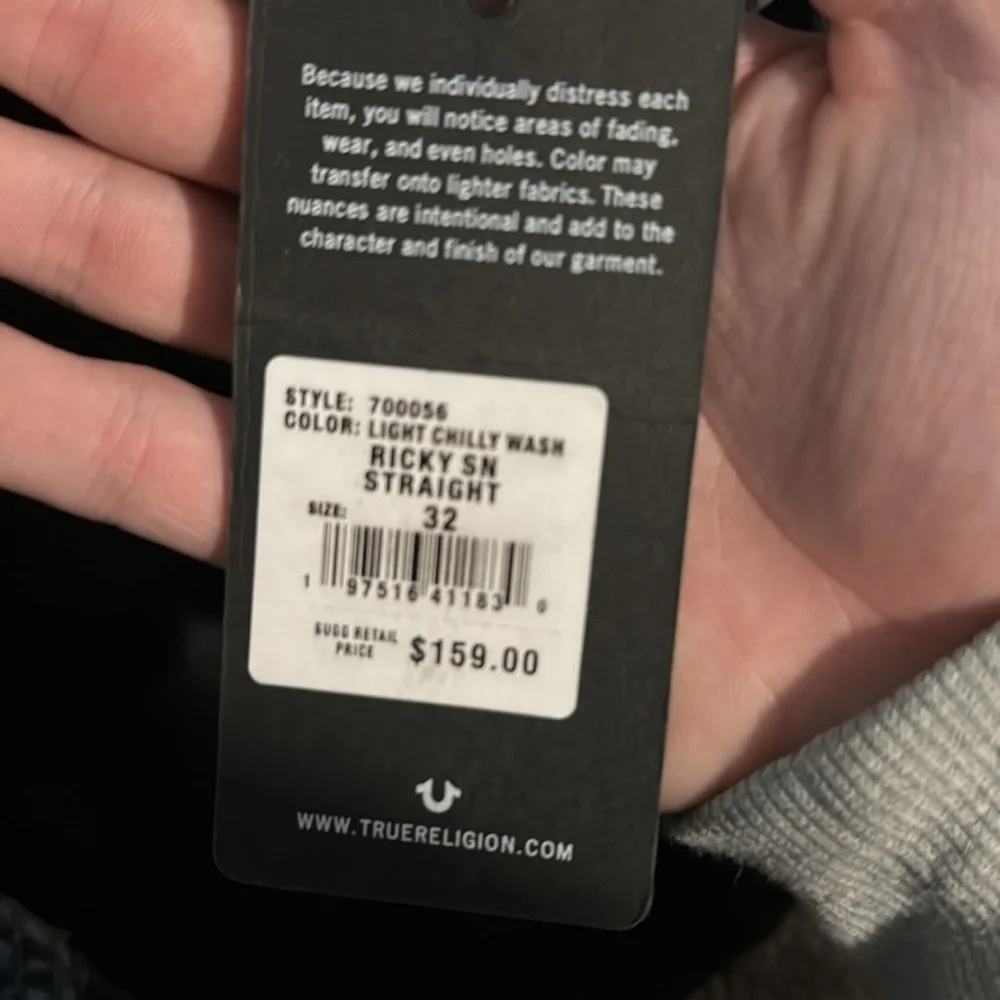 Because we individually distress each
item, you will notice areas of fading,
wear, and even holes. Color may
transfer onto lighter fabrics. These
nuances are intentional and add to the
character and finish of our garment.
STYLE: 700056
COLOR: LIGHT CHILLY WASH
RICKY SN
STRAIGHT
SIZE: 32
1 97516 41183 0
SUGG RETAIL
PRICE $159.00
WWW.TRUERELIGION.COM